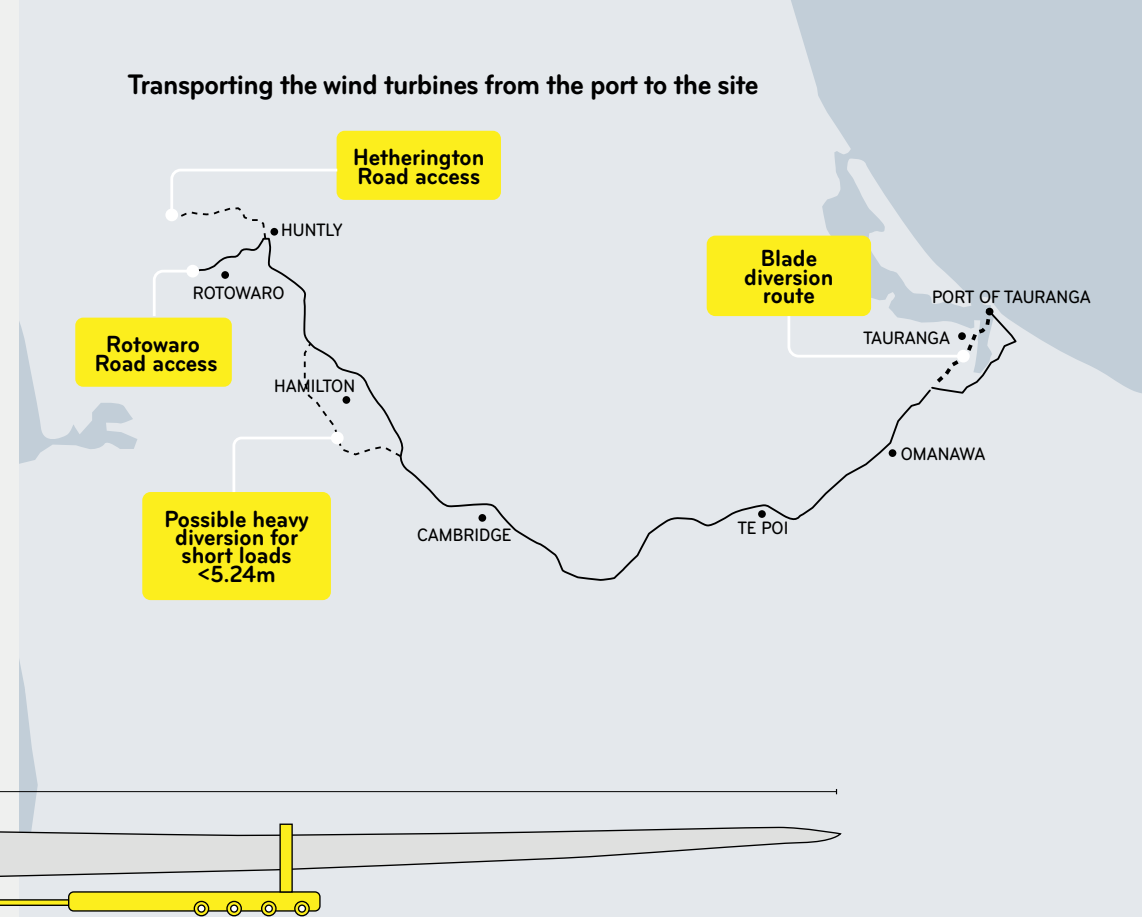 Transporting the wind turbines from the port to the site
Hetherington
Road access
HUNTLY
ROTOWARO
Rotowaro
Road access
Blade
diversion
route
PORT OF TAURANGA
TAURANGA
HAMILTON
OMANAWA
Possible heavy
diversion for
short loads
<5.24m
CAMBRIDGE
TE POI